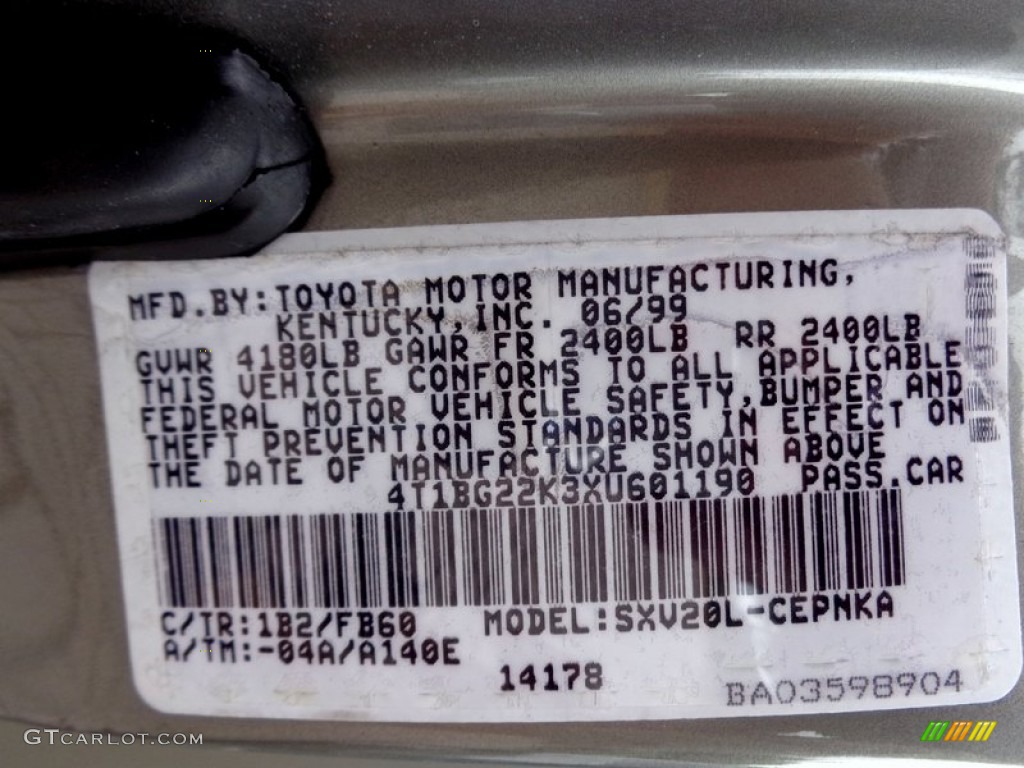 MFD.BY:TOYOTA MOTOR MANUFACTURING,
KENTUCKY,INC. 06/99
GVWR 4180LB GAWR FR 2400LB RR 2400LB
THIS VEHICLE CONFORMS TO ALL APPLICABLE
FEDERAL MOTOR VEHICLE SAFETY,BUMPER AND
THEFT PREVENTION STANDARDS IN EFFECT ON
THE DATE OF MANUFACTURE SHOWN ABOVE
4T1BG22K3XU601190 PASS.CAR
C/TR:1B2/FB60 MODEL:SXV20L-CEPNKA
A/TM:-04A/A140E
14178
BA03598904
GTCARLOT.COM